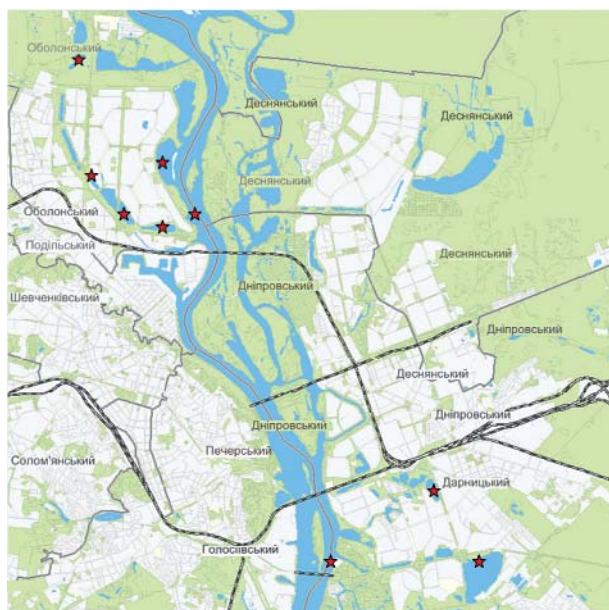 Оболонський
Деснянський
Деснянський
Деснянський
Оболонський
Подільський
Деснянський
Дніпровський
Шевченківський
Дніпровський
Деснянський
Дніпровський
Дніпровський
Печерський
Солом'янський
Дарницький
Голосіївський